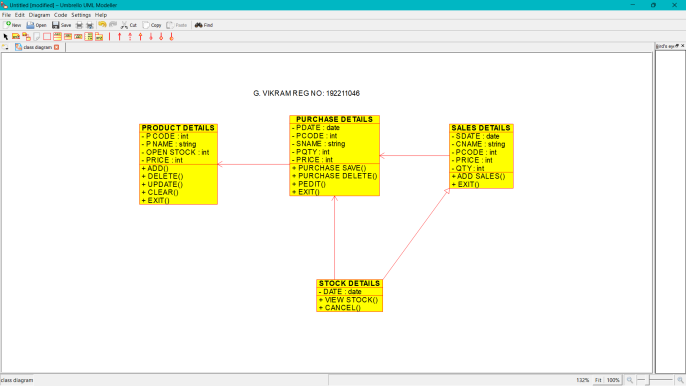 Untitled [modified] – Umbrello UML Modeller
File Edit Diagram Code Settings Help
New Open Save Cut Copy Paste Find
class diagram
Bird's eye
G. VIKRAM REG NO: 192211046
PRODUCT DETAILS
- P CODE : int
- P NAME : string
- OPEN STOCK : int
- PRICE : int
+ ADD()
+ DELETE()
+ UPDATE()
+ CLEAR()
+ EXIT()
PURCHASE DETAILS
- PDATE : date
- PCODE : int
- SNAME : string
- PQTY : int
- PRICE : int
+ PURCHASE SAVE()
+ PURCHASE DELETE()
+ PEDIT()
+ EXIT()
SALES DETAILS
- SDATE : date
- CNAME : string
- PCODE : int
- PRICE : int
- QTY : int
+ ADD SALES()
+ EXIT()
STOCK DETAILS
- DATE : date
+ VIEW STOCK()
+ CANCEL()
class diagram
132% Fit 100%